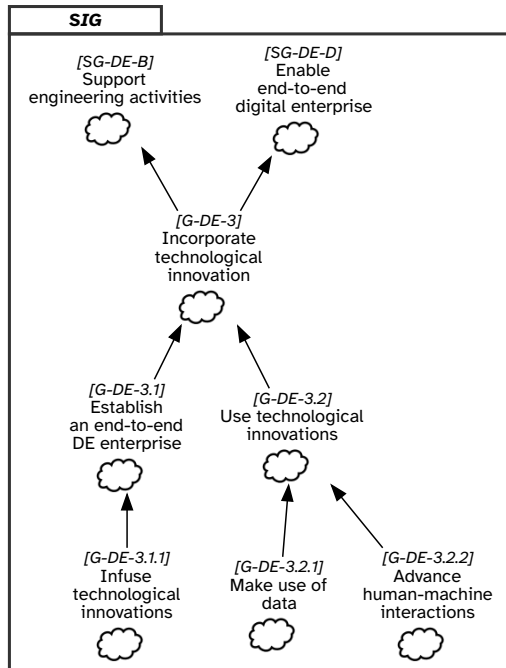 SIG
[SG-DE-B]
Support
engineering activities
[SG-DE-D]
Enable
end-to-end
digital enterprise
[G-DE-3]
Incorporate
technological
innovation
[G-DE-3.1]
Establish
an end-to-end
DE enterprise
[G-DE-3.2]
Use technological
innovations
[G-DE-3.1.1]
Infuse
technological
innovations
[G-DE-3.2.1]
Make use of
data
[G-DE-3.2.2]
Advance
human-machine
interactions